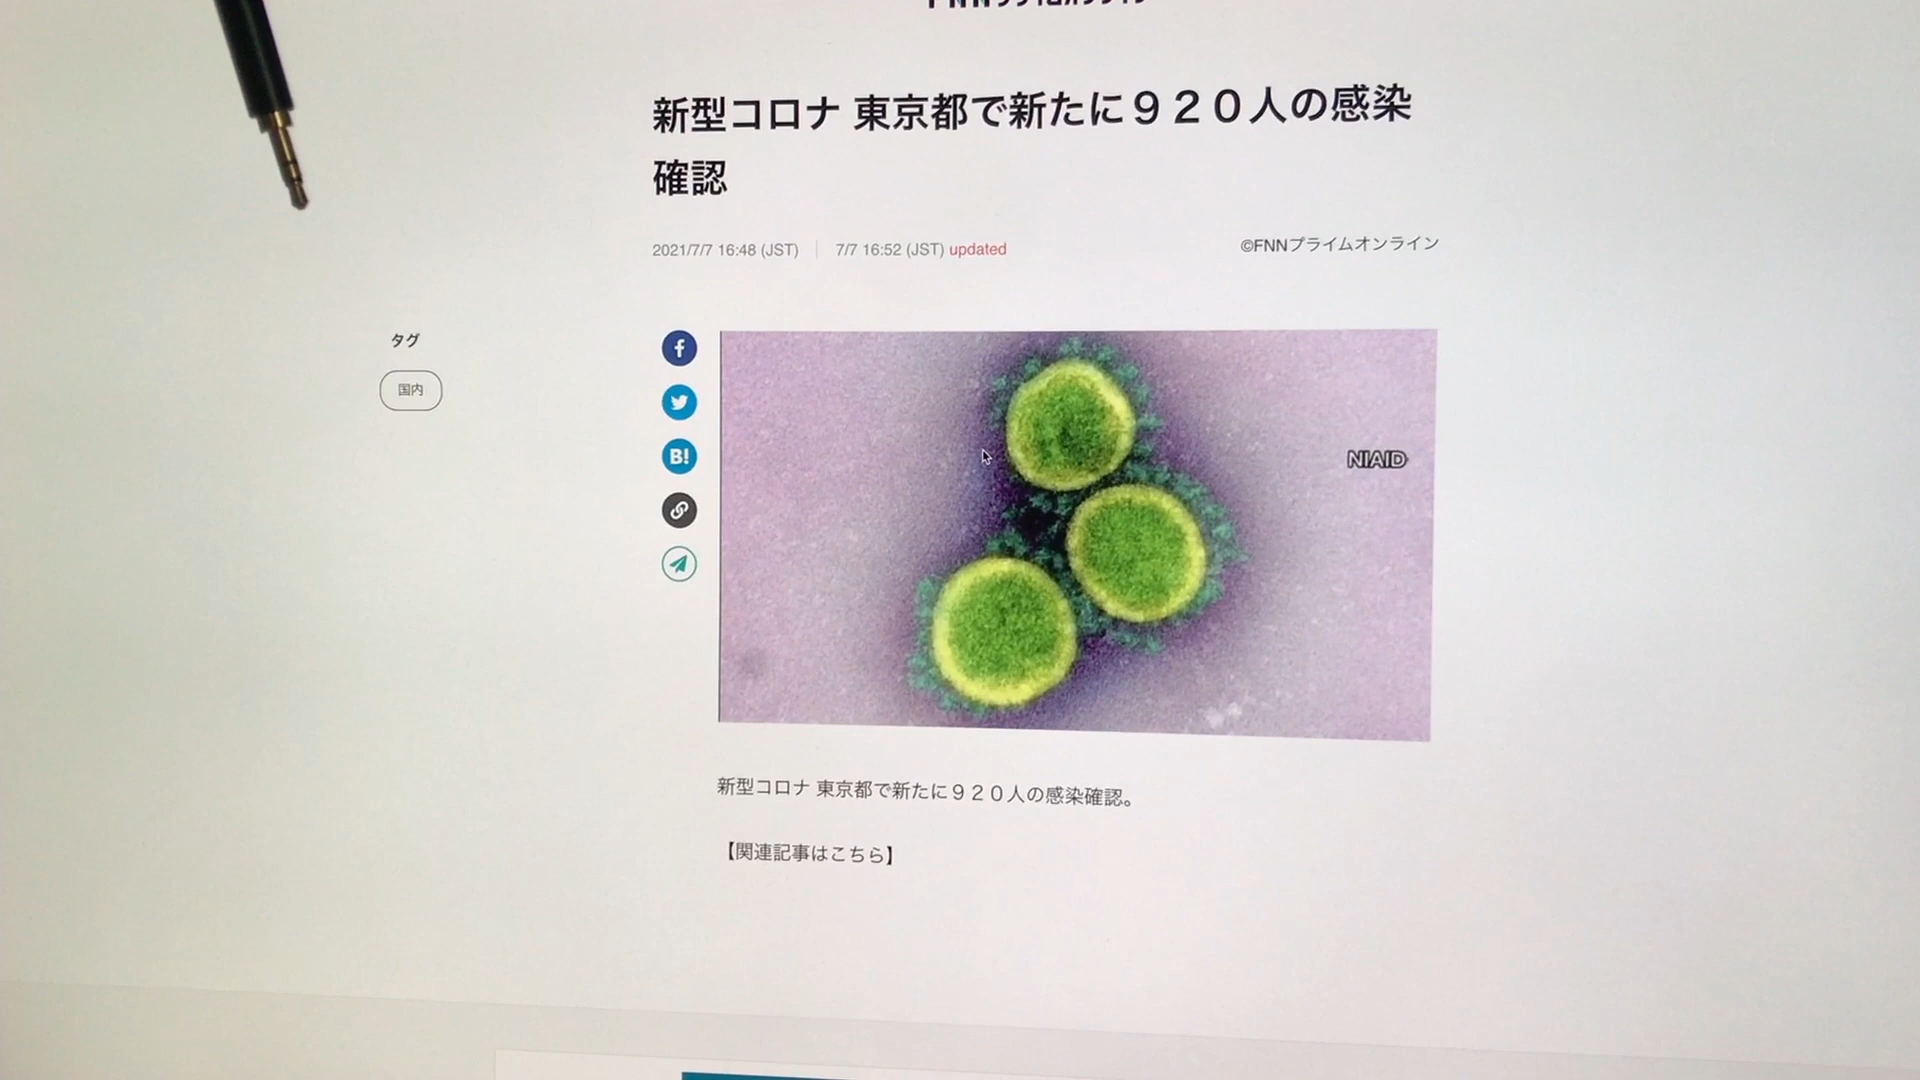 新型コロナ 東京都で新たに９２０人の感染
確認
2021/7/7 16:48 (JST)
7/7 16:52 (JST) updated
©FNNプライムオンライン
タグ
国内
f
B!
NIAID
新型コロナ 東京都で新たに９２０人の感染確認。
【関連記事はこちら】